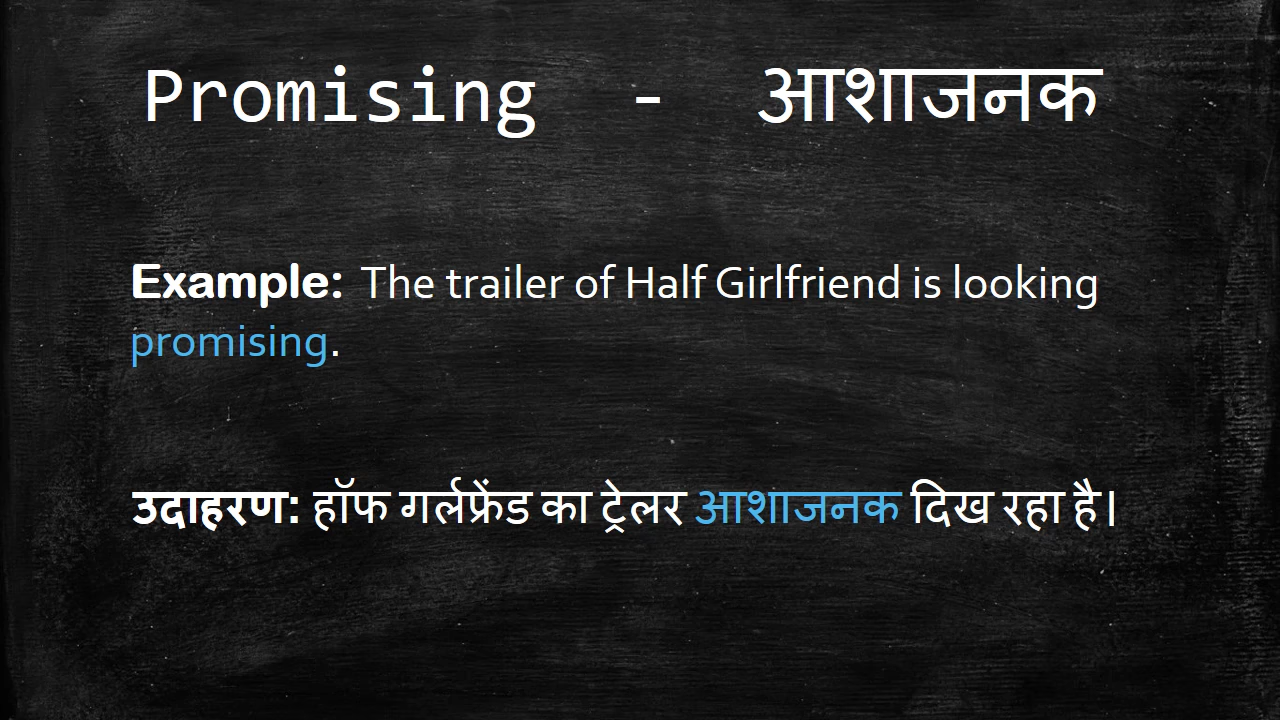 Promising - आशाजनक
Example: The trailer of Half Girlfriend is looking
promising.
उदाहरण: हॉफ गर्लफ्रेंड का ट्रेलर आशाजनक दिख रहा है।